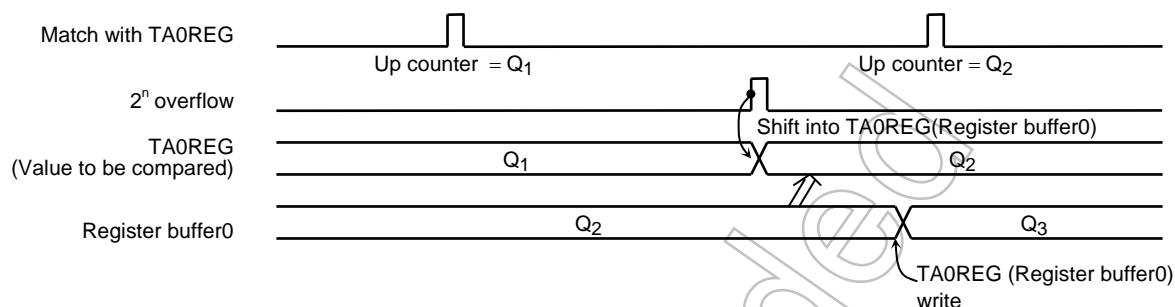 Match with TA0REG
Up counter = Q1
Up counter = Q2
2ⁿ overflow
Shift into TA0REG(Register buffer0)
TA0REG
(Value to be compared)
Q1
Q2
Register buffer0
Q2
Q3
TA0REG (Register buffer0)
write